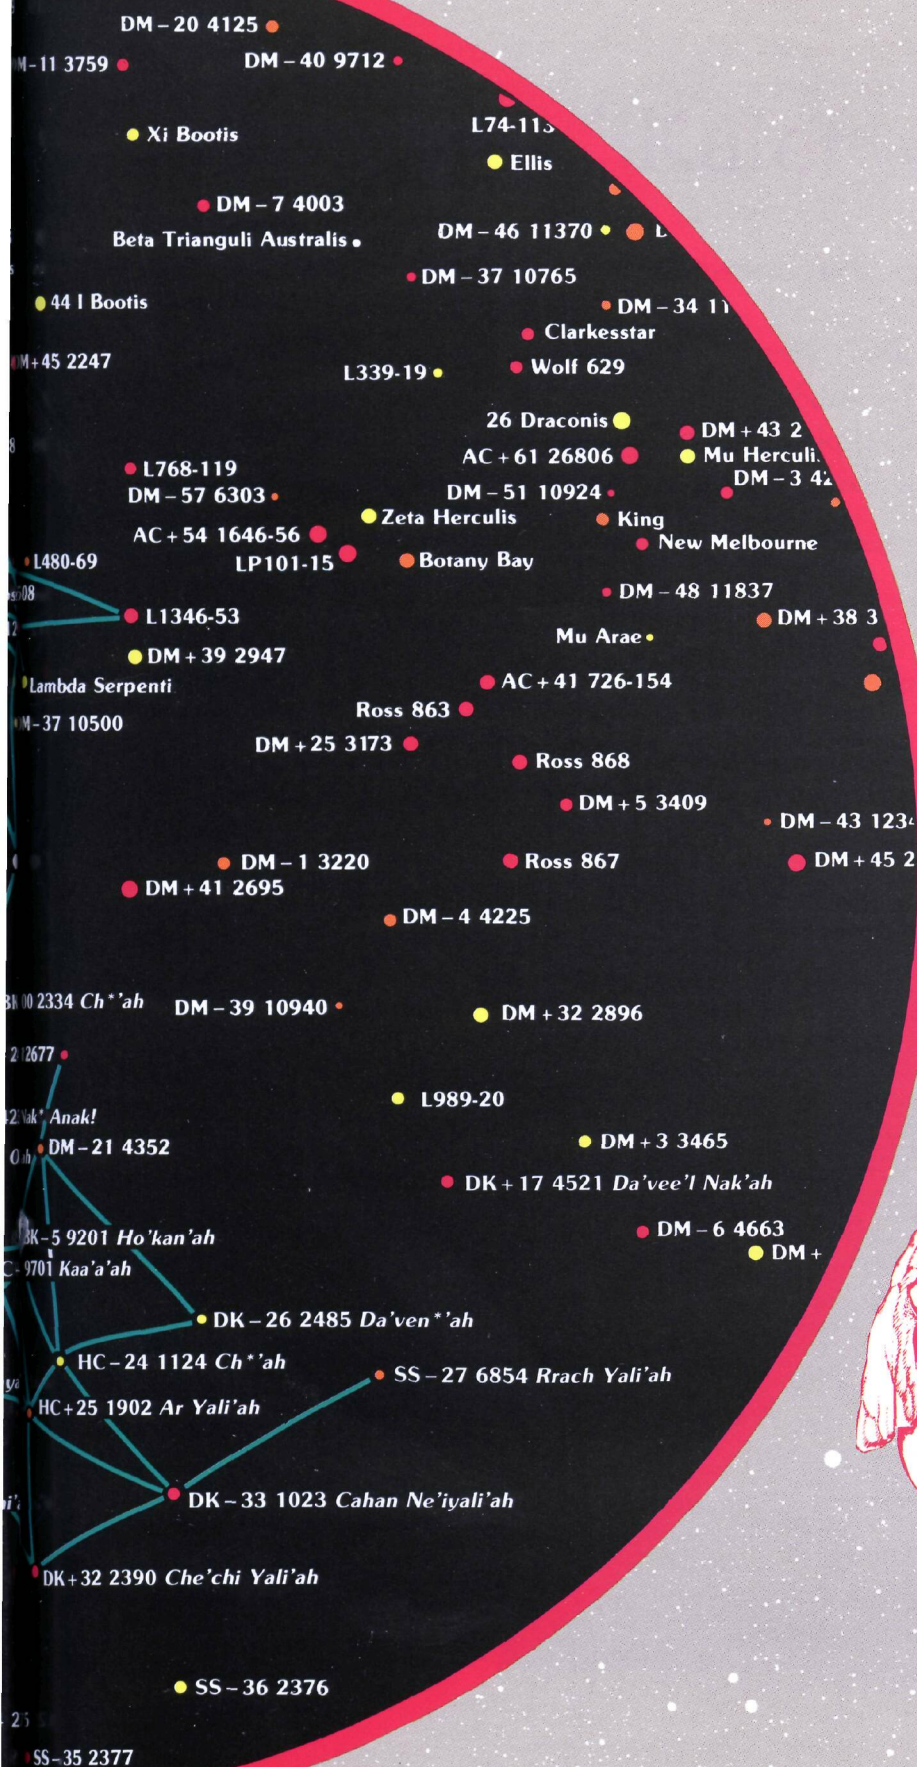 DM – 20 4125
M-11 3759
DM – 40 9712
L74-113
Xi Bootis
Ellis
DM – 7 4003
DM – 46 11370
Beta Trianguli Australis
DM – 37 10765
44 I Bootis
DM – 34 11
Clarkesstar
DM+45 2247
Wolf 629
L339-19
26 Draconis
DM + 43 2
AC + 61 26806
Mu Herculi
8
L768-119
DM – 3 42
DM – 57 6303
DM – 51 10924
Zeta Herculis
King
AC + 54 1646-56
New Melbourne
L480-69
LP101-15
Botany Bay
608
DM – 48 11837
L1346-53
DM + 38 3
12
Mu Arae
DM + 39 2947
Lambda Serpenti
AC + 41 726-154
Ross 863
M-37 10500
DM + 25 3173
Ross 868
DM + 5 3409
DM – 43 1234
DM – 1 3220
Ross 867
DM + 45 2
DM + 41 2695
DM – 4 4225
00 2334 Ch*'ah
DM – 39 10940
DM + 32 2896
2677
L989-20
Nak' Anak!
DM + 3 3465
DM – 21 4352
DK + 17 4521 Da'vee'l Nak'ah
DM – 6 4663
BK-5 9201 Ho'kan'ah
DM +
9701 Kaa'a'ah
DK – 26 2485 Da'ven*'ah
HC – 24 1124 Ch*'ah
SS – 27 6854 Rrach Yali'ah
HC+25 1902 Ar Yali'ah
DK – 33 1023 Cahan Ne'iyali'ah
DK+32 2390 Che'chi Yali'ah
SS – 36 2376
SS-35 2377